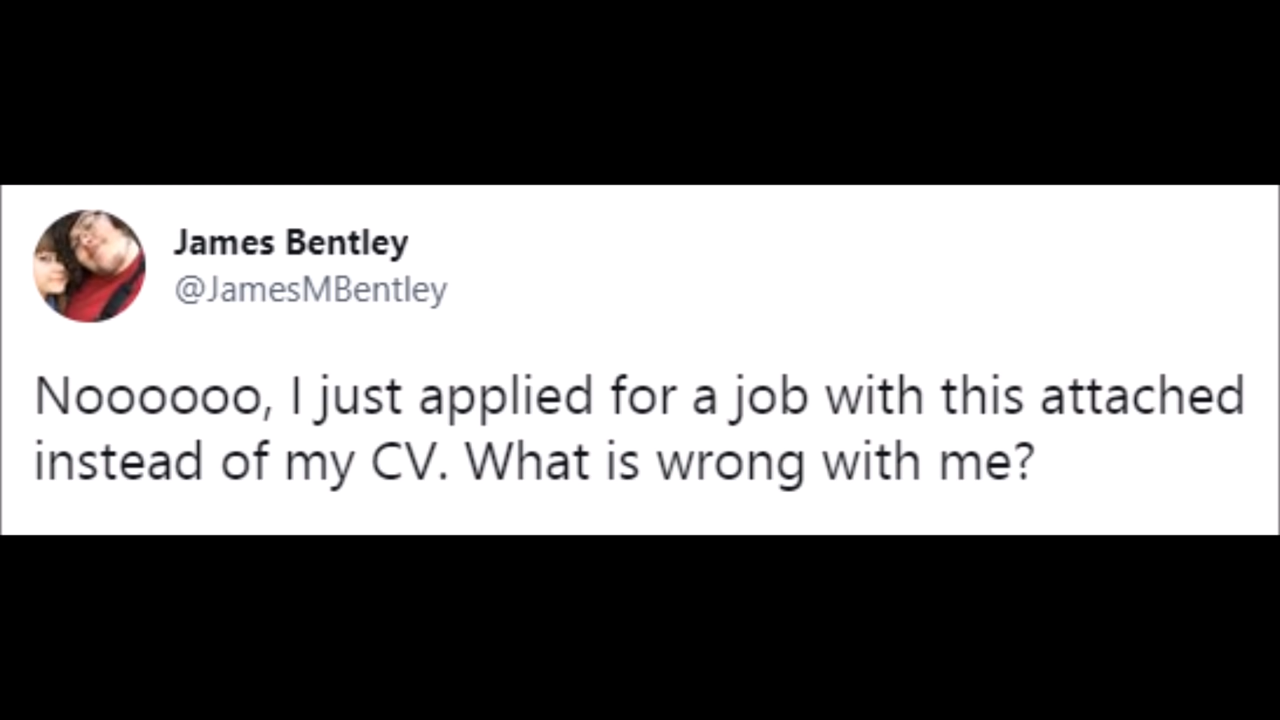 James Bentley
@JamesMBentley
Noooooo, I just applied for a job with this attached
instead of my CV. What is wrong with me?